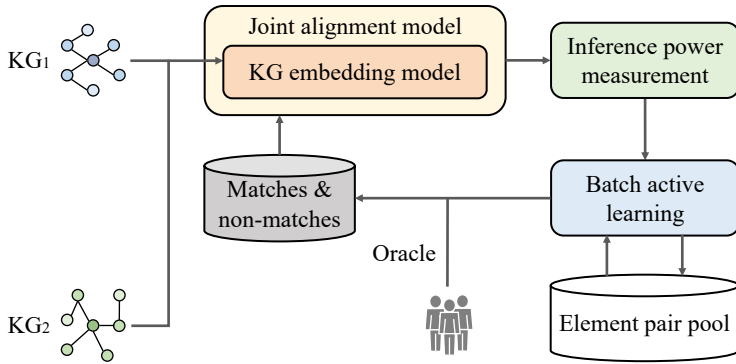 Joint alignment model
KG embedding model
Inference power
measurement
KG1
Matches &
non-matches
Batch active
learning
Oracle
KG2
Element pair pool